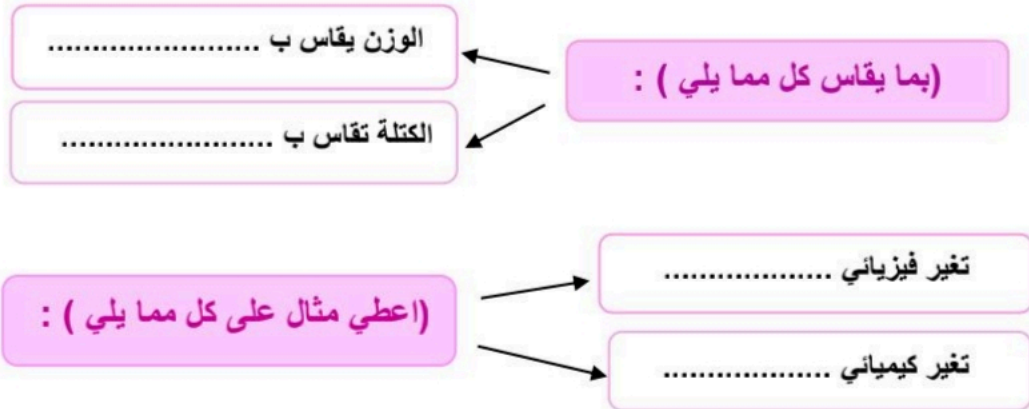 (بما يقاس كل مما يلي ) :
الوزن يقاس ب ........................
الكتلة تقاس ب ........................
(اعطي مثال على كل مما يلي ) :
تغير فيزيائي ...................
تغير كيميائي ...................